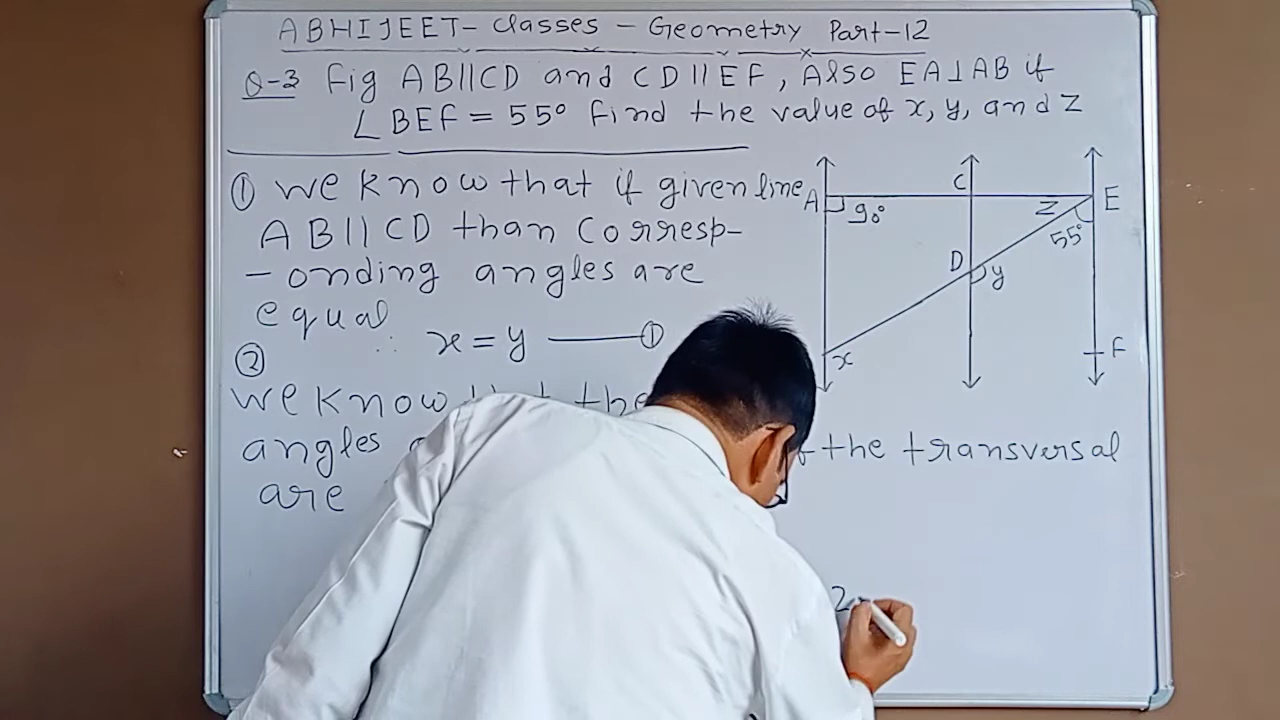 ABHIJEET- Classes - Geometry Part-12
Q-3 Fig AB||CD and CD||EF, Also EA⊥AB if
∠BEF = 55° find the value of x, y, and z
① we know that if given line
AB||CD than Corresp-
-onding angles are
equal
∴ x = y ——①
②
we know the
angles the transversal
are
A
90°
C
z
E
55°
D
y
x
F